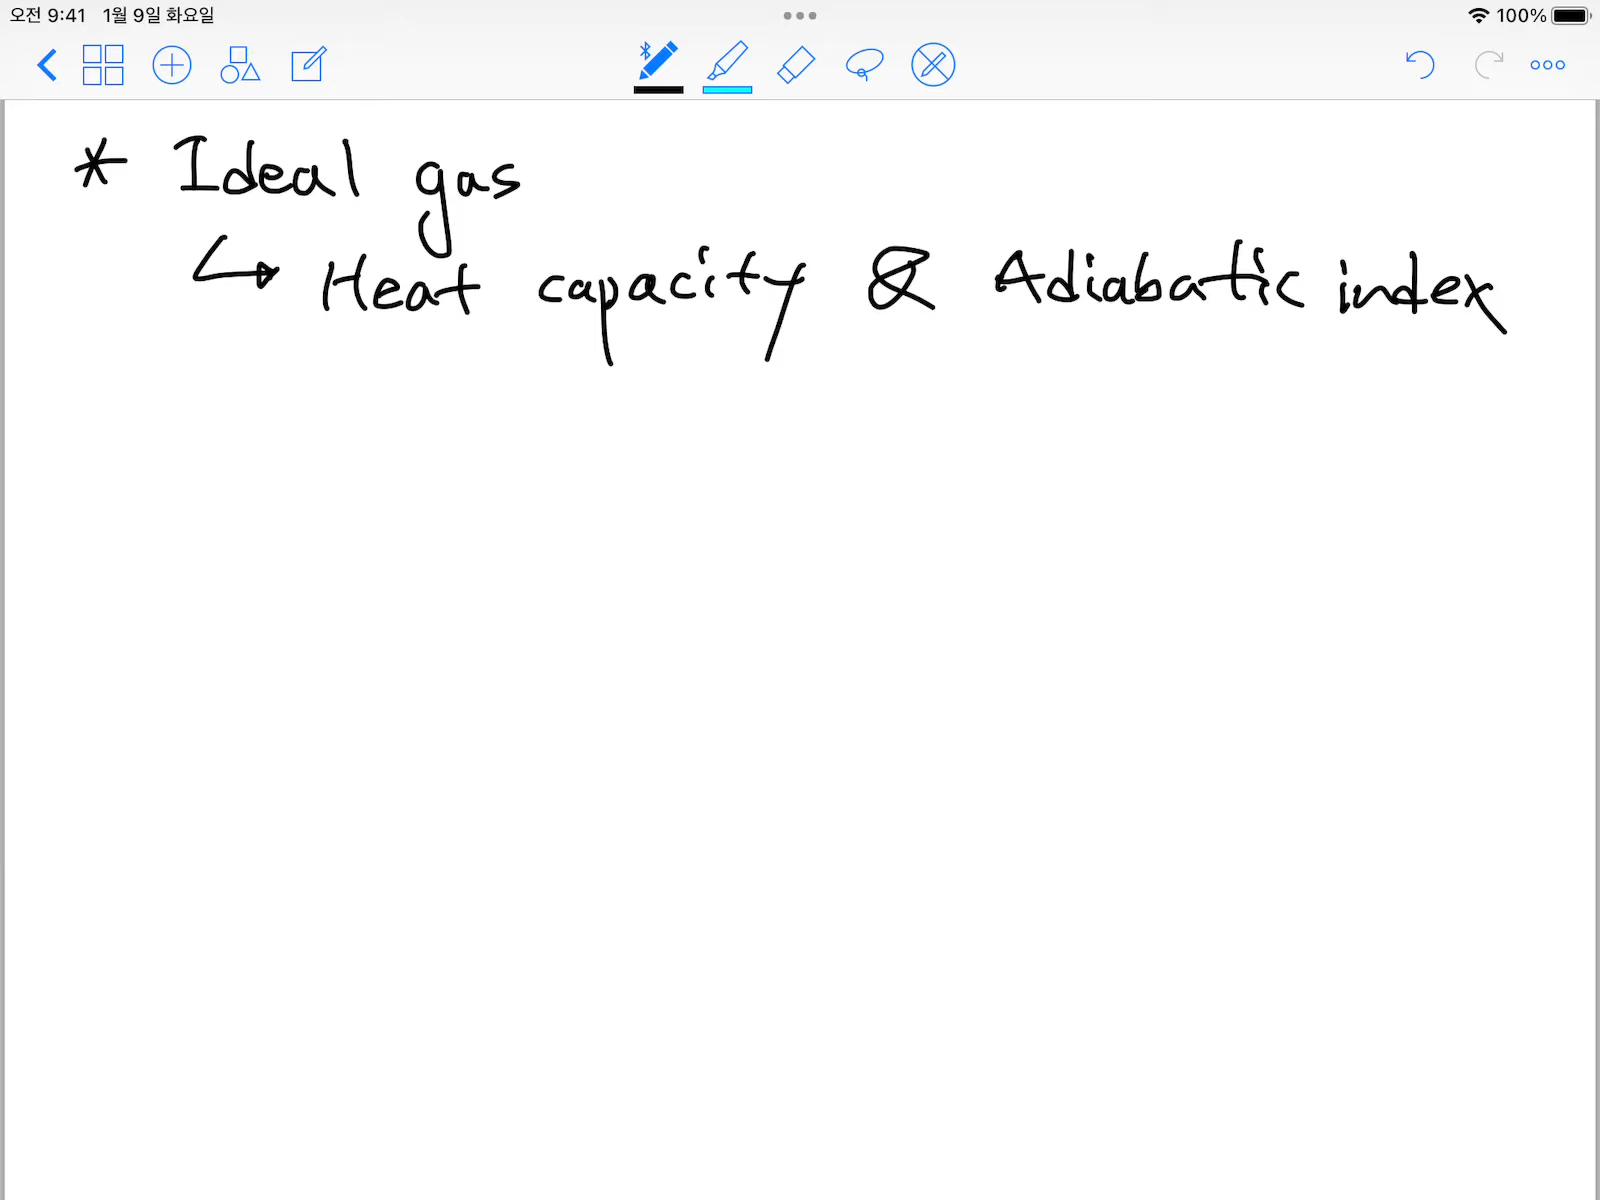 오전 9:41 1월 9일 화요일 100%
* Ideal gas
↳ Heat capacity & Adiabatic index